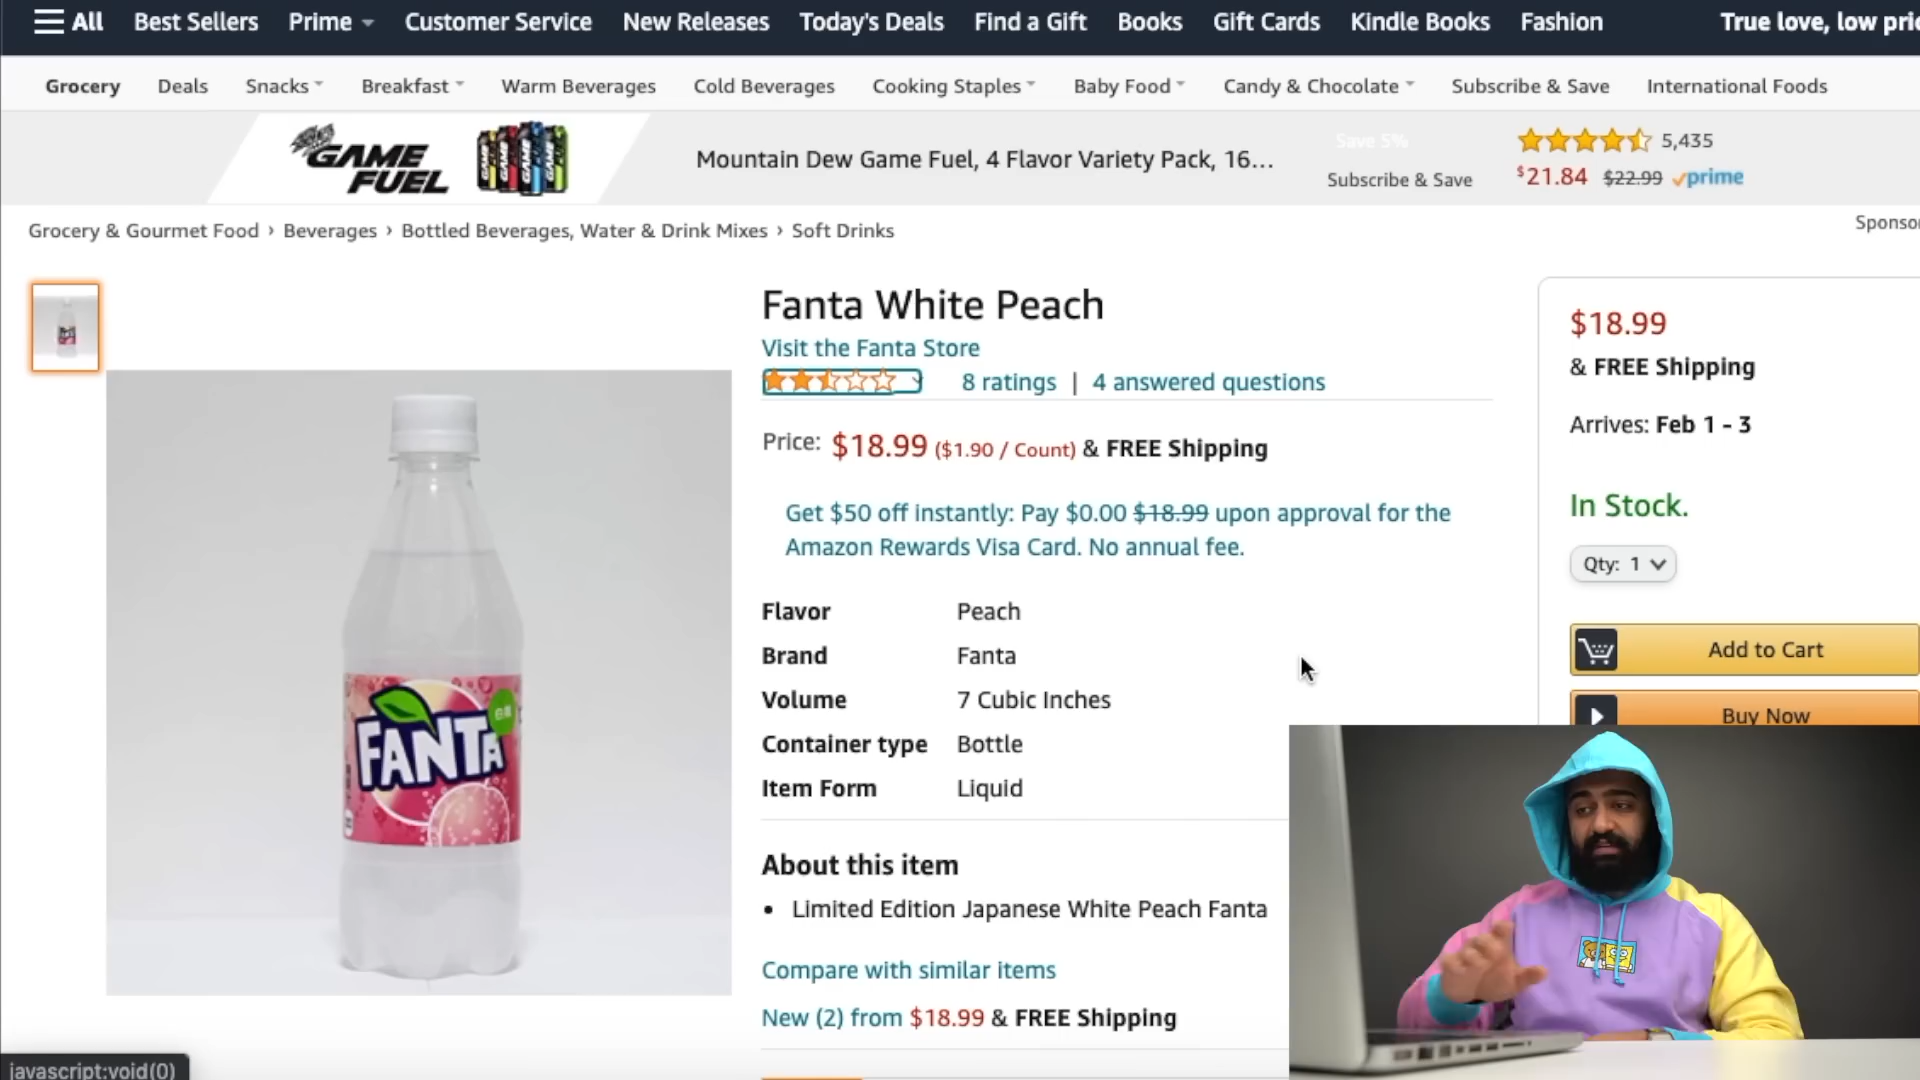 All Best Sellers Prime Customer Service New Releases Today's Deals Find a Gift Books Gift Cards Kindle Books Fashion True love, low pri
Grocery Deals Snacks Breakfast Warm Beverages Cold Beverages Cooking Staples Baby Food Candy & Chocolate Subscribe & Save International Foods
GAME FUEL
Mountain Dew Game Fuel, 4 Flavor Variety Pack, 16...
Save 5%
Subscribe & Save
5,435
$21.84 $22.99 prime
Grocery & Gourmet Food › Beverages › Bottled Beverages, Water & Drink Mixes › Soft Drinks
Sponsor
FANTA
白桃
Fanta White Peach
Visit the Fanta Store
8 ratings | 4 answered questions
Price: $18.99 ($1.90 / Count) & FREE Shipping
Get $50 off instantly: Pay $0.00 $18.99 upon approval for the
Amazon Rewards Visa Card. No annual fee.
Flavor Peach
Brand Fanta
Volume 7 Cubic Inches
Container type Bottle
Item Form Liquid
About this item
• Limited Edition Japanese White Peach Fanta
Compare with similar items
New (2) from $18.99 & FREE Shipping
$18.99
& FREE Shipping
Arrives: Feb 1 - 3
In Stock.
Qty: 1
Add to Cart
Buy Now
javascript:void(0)